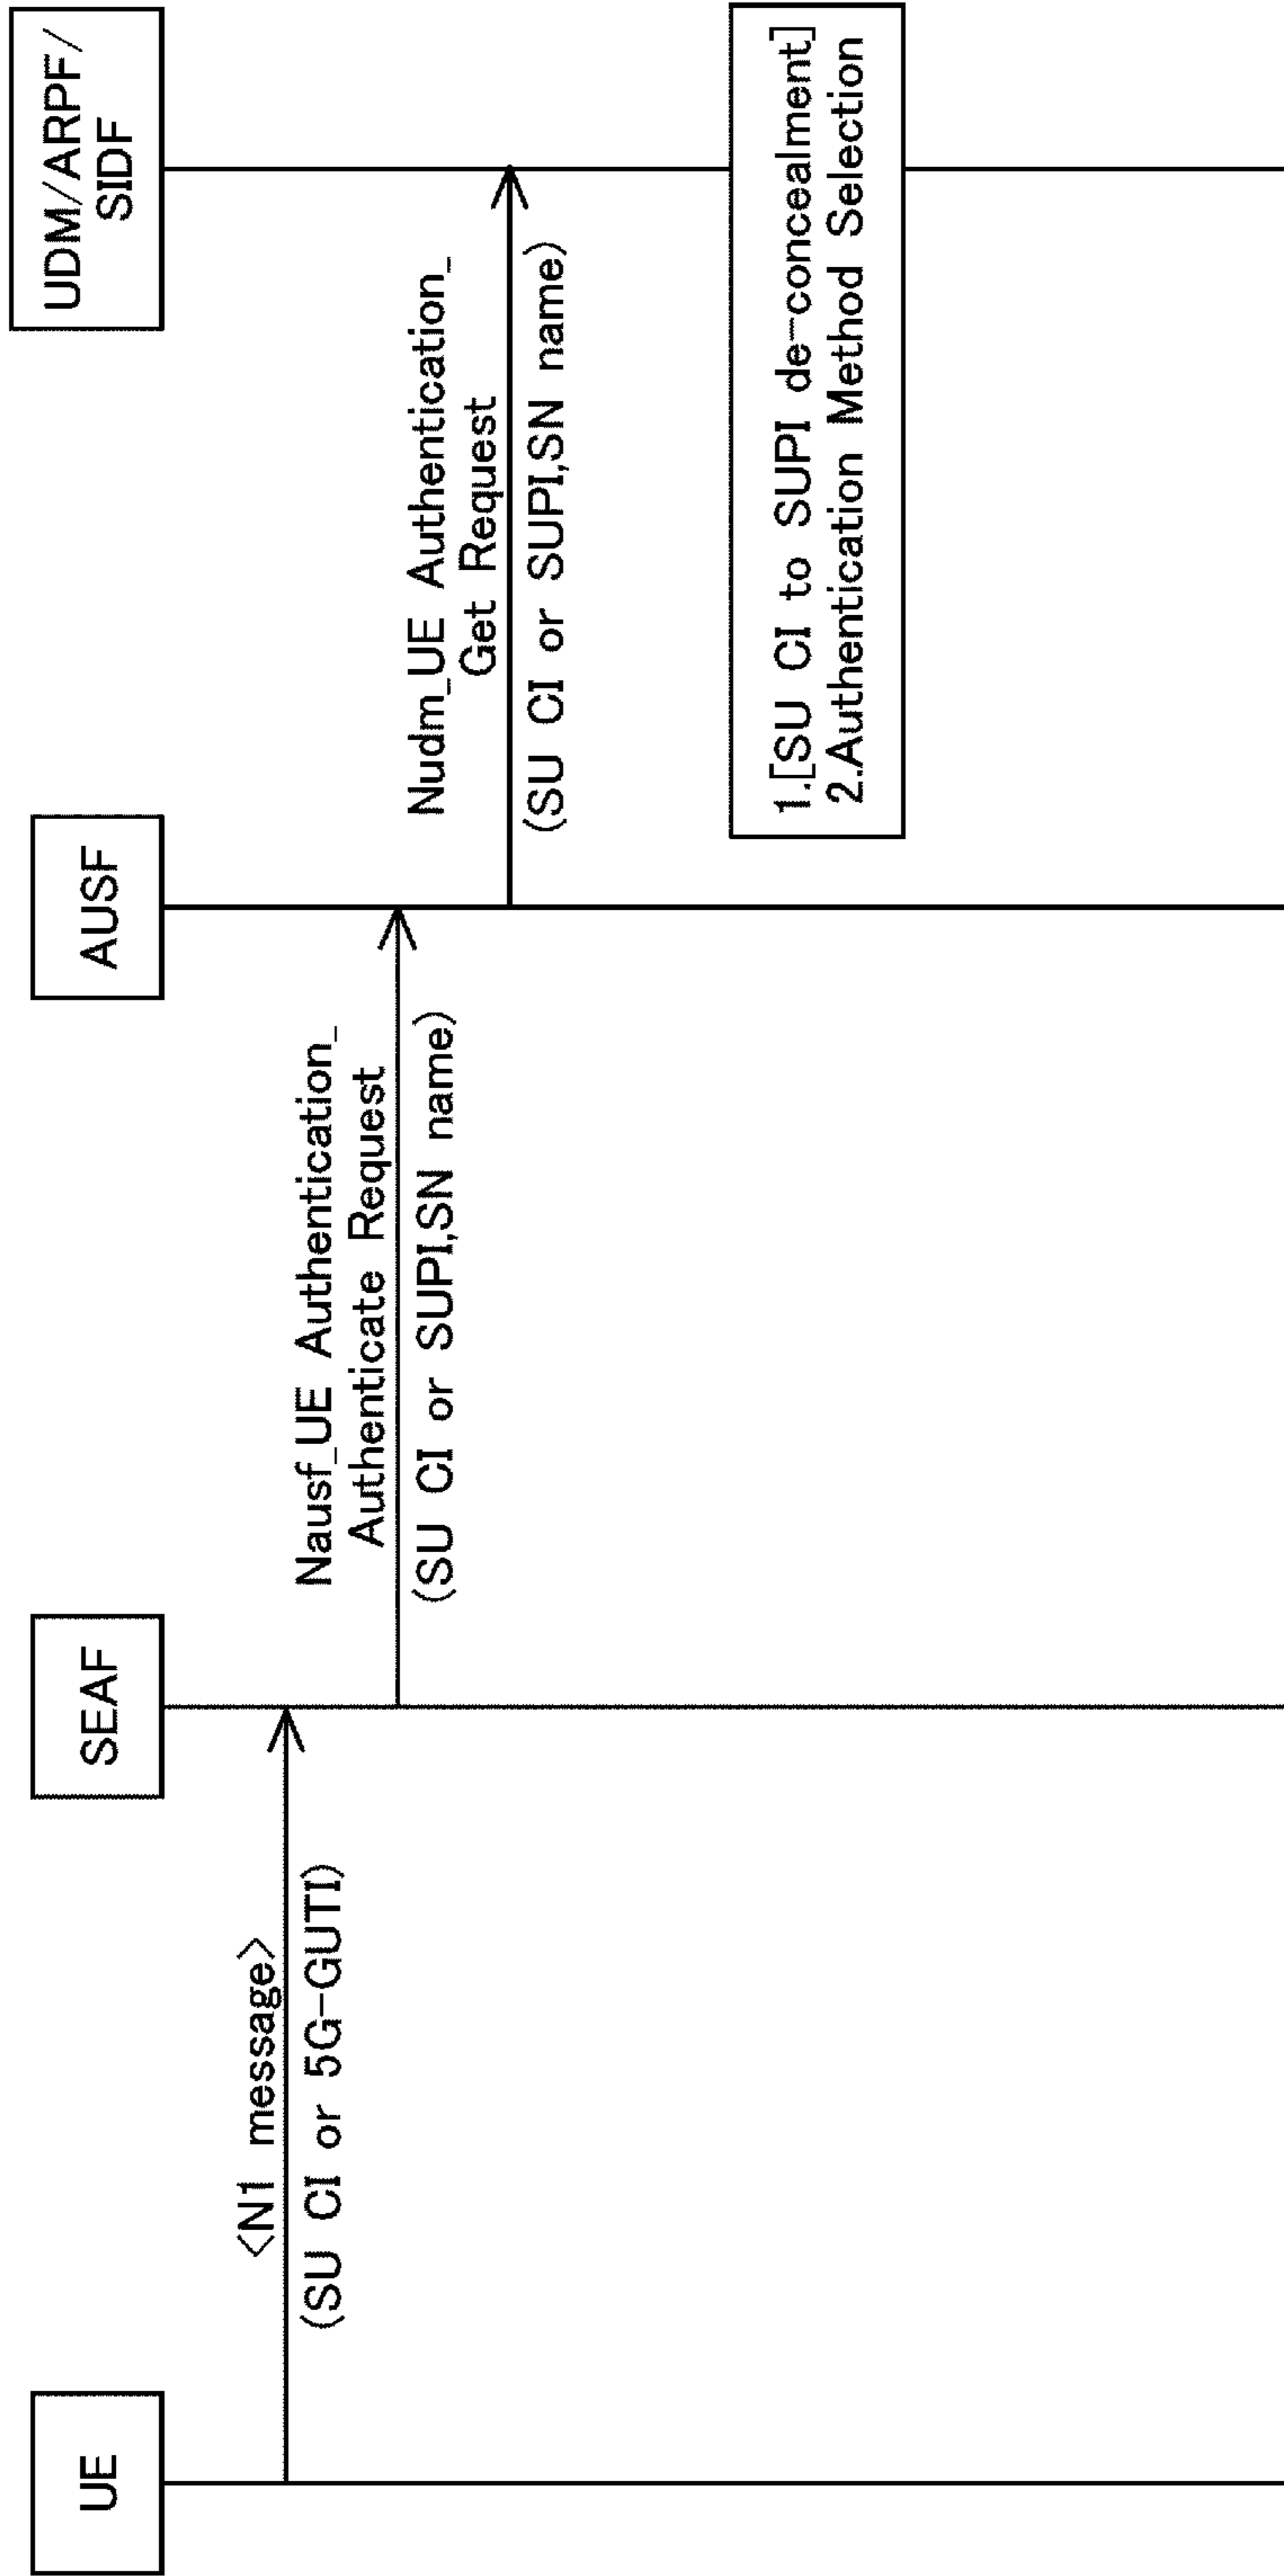 UE
SEAF
AUSF
UDM/ARPF/
SIDF
<N1 message>
(SU CI or 5G-GUTI)
Nausf_UE Authentication_
Authenticate Request
(SU CI or SUPI,SN name)
Nudm_UE Authentication_
Get Request
(SU CI or SUPI,SN name)
1.[SU CI to SUPI de-concealment]
2.Authentication Method Selection